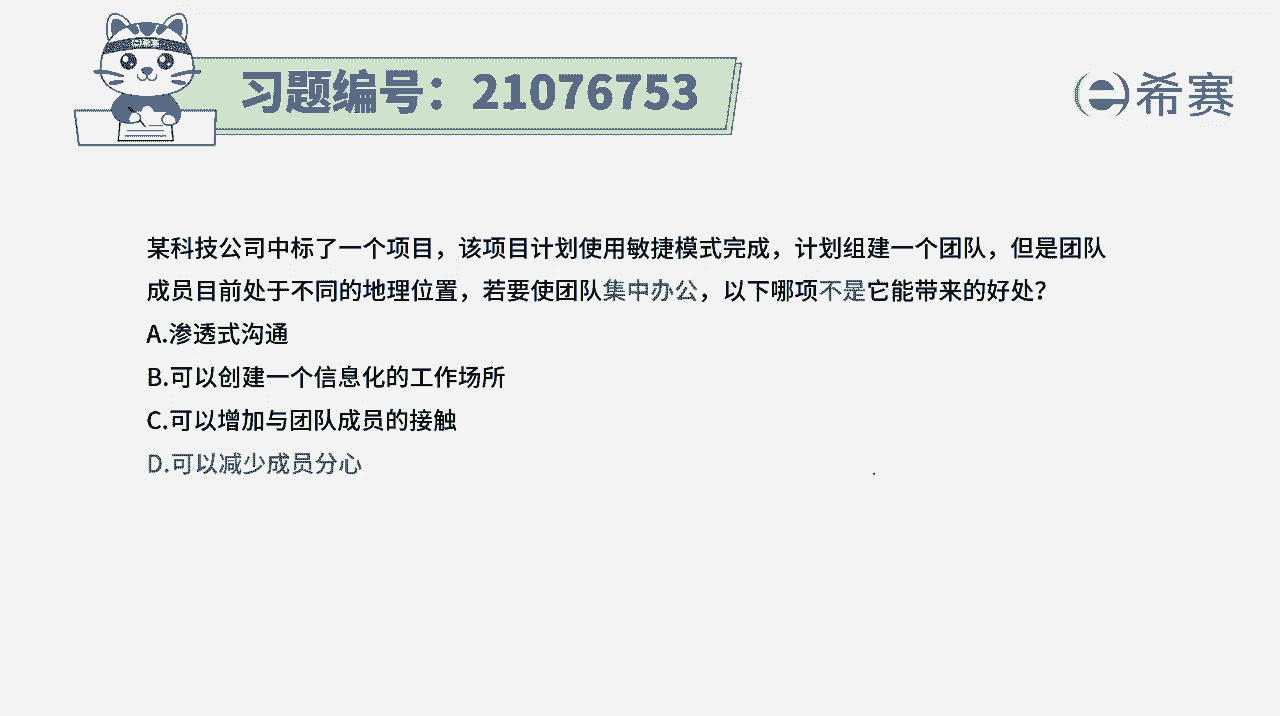 习题编号：21076753
希赛
某科技公司中标了一个项目，该项目计划使用敏捷模式完成，计划组建一个团队，但是团队
成员目前处于不同的地理位置，若要使团队集中办公，以下哪项不是它能带来的好处？
A.渗透式沟通
B.可以创建一个信息化的工作场所
C.可以增加与团队成员的接触
D.可以减少成员分心